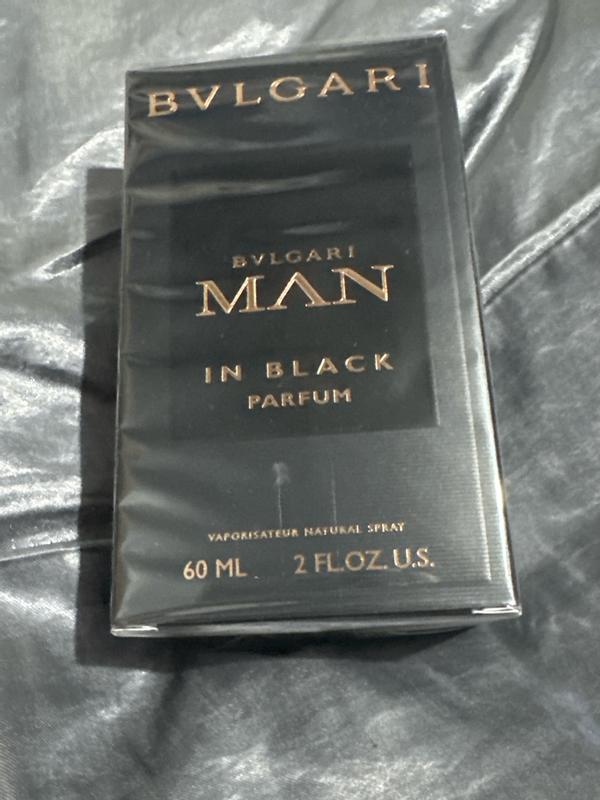 BVLGARI
BVLGARI
MAN
IN BLACK
PARFUM
VAPORISATEUR NATURAL SPRAY
60 ML 2 FL.OZ. U.S.